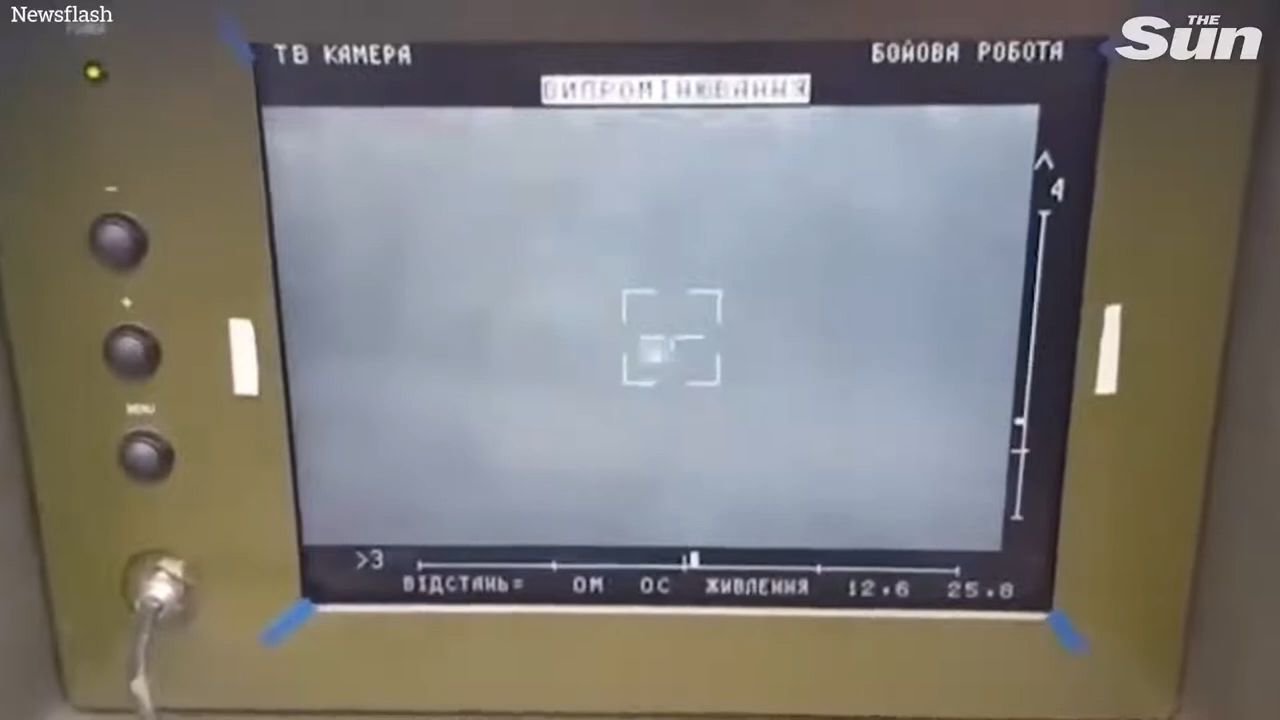 Newsflash
THE
Sun
POWER
ТВ КАМЕРА
БОЙОВА РОБОТА
ВИПРОМІНЮВАННЯ
^
4
−
+
MENU
>3
ВІДСТАНЬ= 0М 0С ЖИВЛЕННЯ 12.6 25.8